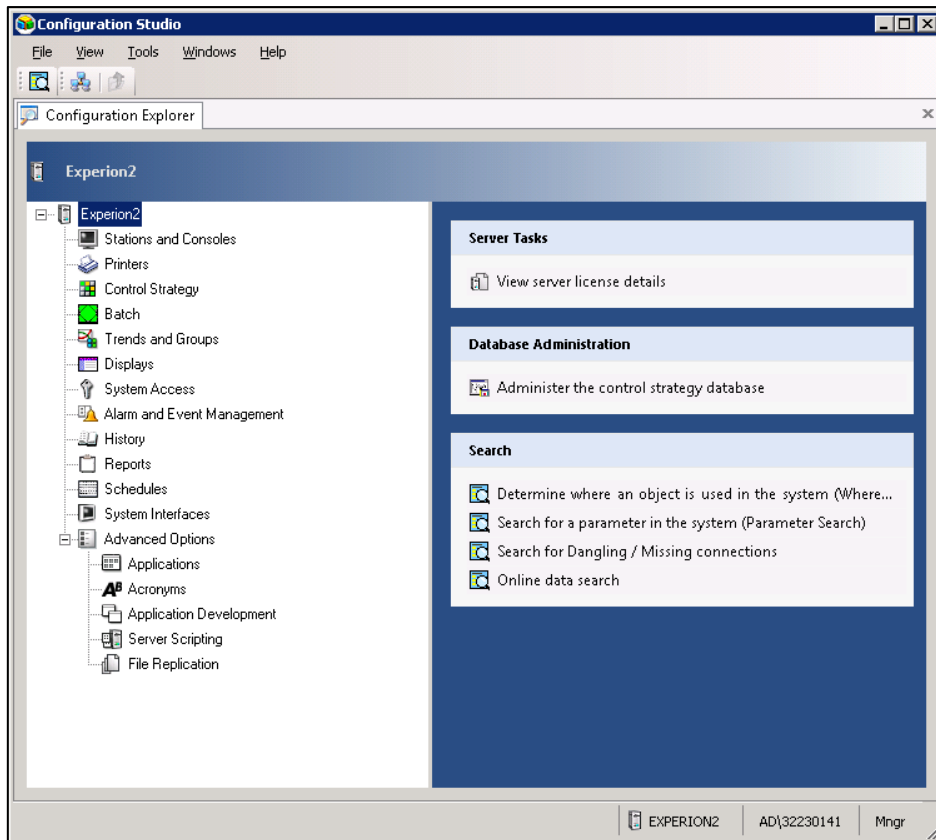 Configuration Studio
File View Tools Windows Help
Configuration Explorer
Experion2
Experion2
Stations and Consoles
Printers
Control Strategy
Batch
Trends and Groups
Displays
System Access
Alarm and Event Management
History
Reports
Schedules
System Interfaces
Advanced Options
Applications
Acronyms
Application Development
Server Scripting
File Replication
Server Tasks
View server license details
Database Administration
Administer the control strategy database
Search
Determine where an object is used in the system (Where...
Search for a parameter in the system (Parameter Search)
Search for Dangling / Missing connections
Online data search
EXPERION2 AD\32230141 Mngr